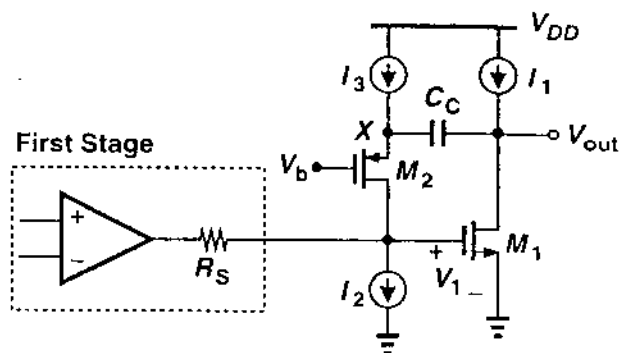 V_DD
I_3
I_1
C_C
X
V_out
First Stage
V_b
M_2
+
−
R_S
+
M_1
I_2
V_1
−